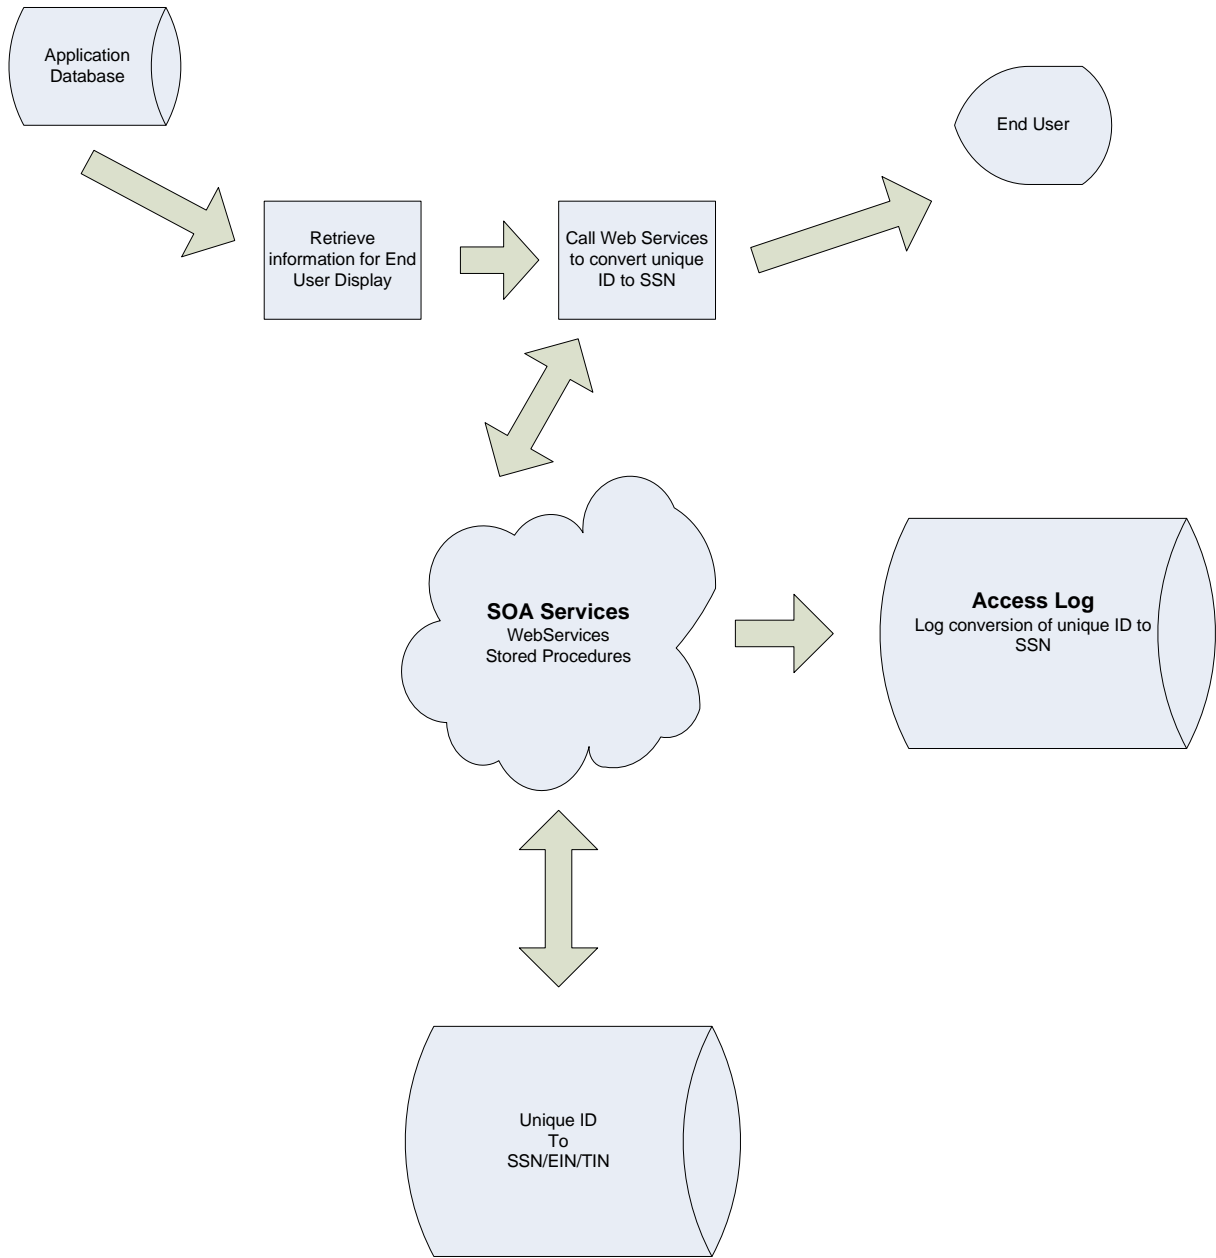 Application
Database
End User
Retrieve
information for End
User Display
Call Web Services
to convert unique
ID to SSN
SOA Services
WebServices
Stored Procedures
Access Log
Log conversion of unique ID to
SSN
Unique ID
To
SSN/EIN/TIN